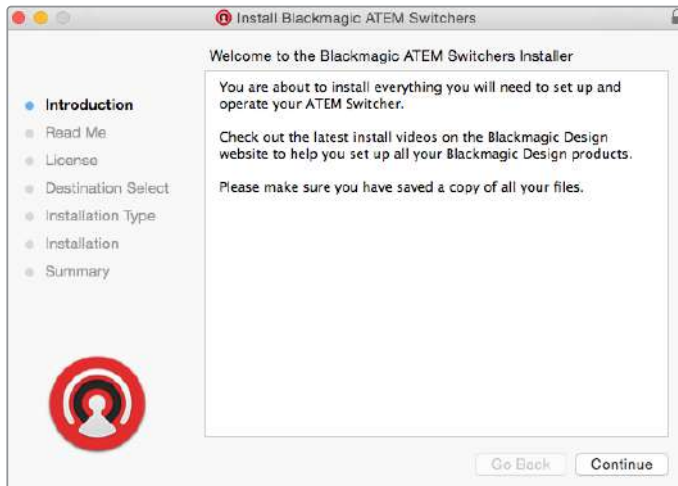 Install Blackmagic ATEM Switchers
Welcome to the Blackmagic ATEM Switchers Installer
Introduction
Read Me
License
Destination Select
Installation Type
Installation
Summary
You are about to install everything you will need to set up and
operate your ATEM Switcher.
Check out the latest install videos on the Blackmagic Design
website to help you set up all your Blackmagic Design products.
Please make sure you have saved a copy of all your files.
Go Back
Continue